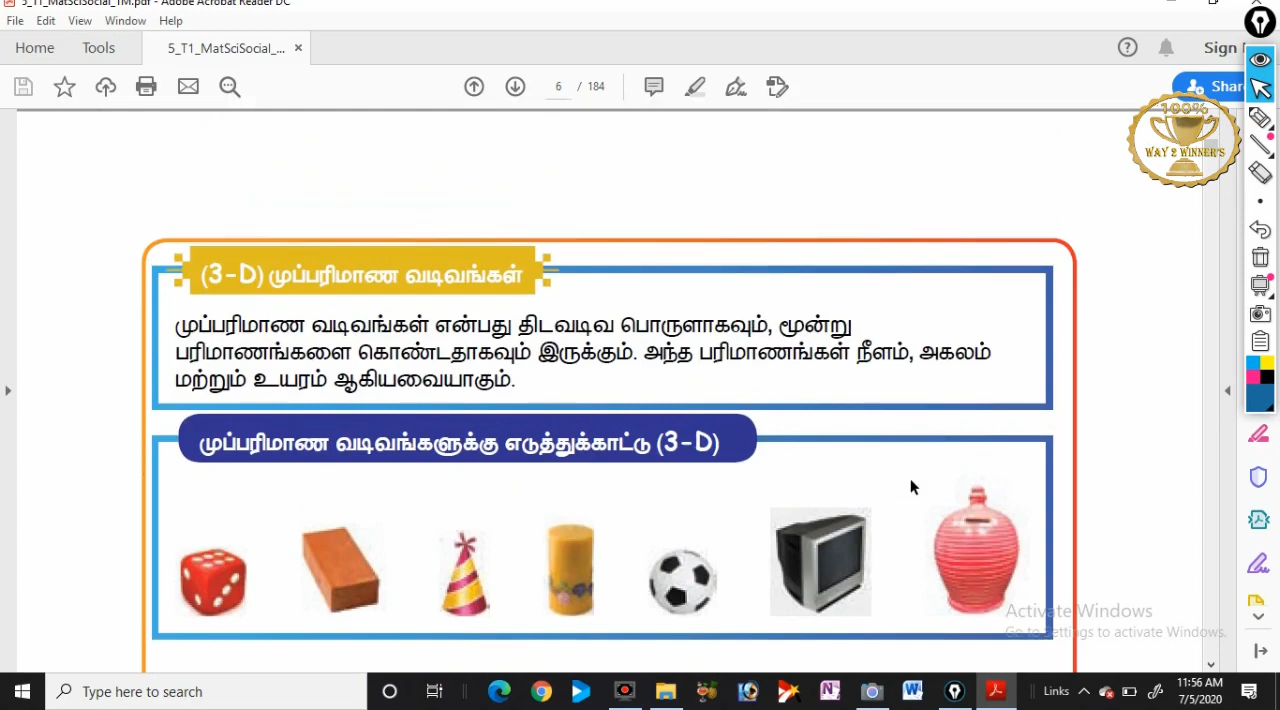 5_T1_MatSciSocial_TM.pdf - Adobe Acrobat Reader DC
File Edit View Window Help
Home Tools 5_T1_MatSciSocial_... × Sign
6 / 184 Shar
100%
WAY 2 WINNER'S
(3-D) முப்பரிமாண வடிவங்கள்
முப்பரிமாண வடிவங்கள் என்பது திடவடிவ பொருளாகவும், மூன்று
பரிமாணங்களை கொண்டதாகவும் இருக்கும். அந்த பரிமாணங்கள் நீளம், அகலம்
மற்றும் உயரம் ஆகியவையாகும்.
முப்பரிமாண வடிவங்களுக்கு எடுத்துக்காட்டு (3-D)
Activate Windows
Go to Settings to activate Windows.
Type here to search
Links
11:56 AM
7/5/2020